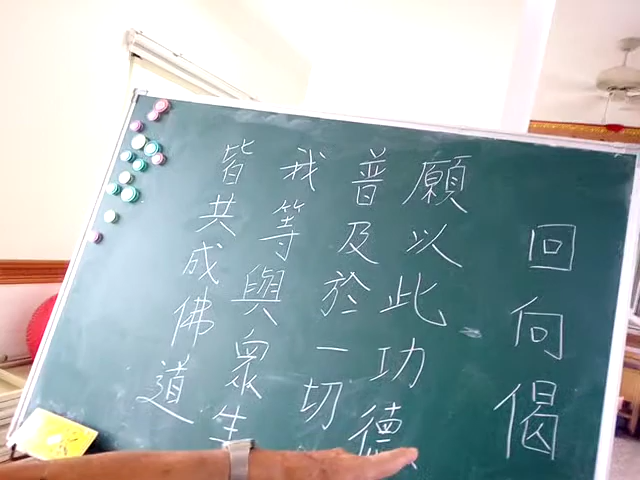 回向偈
願以此功德
普及於一切
我等與眾生
皆共成佛道